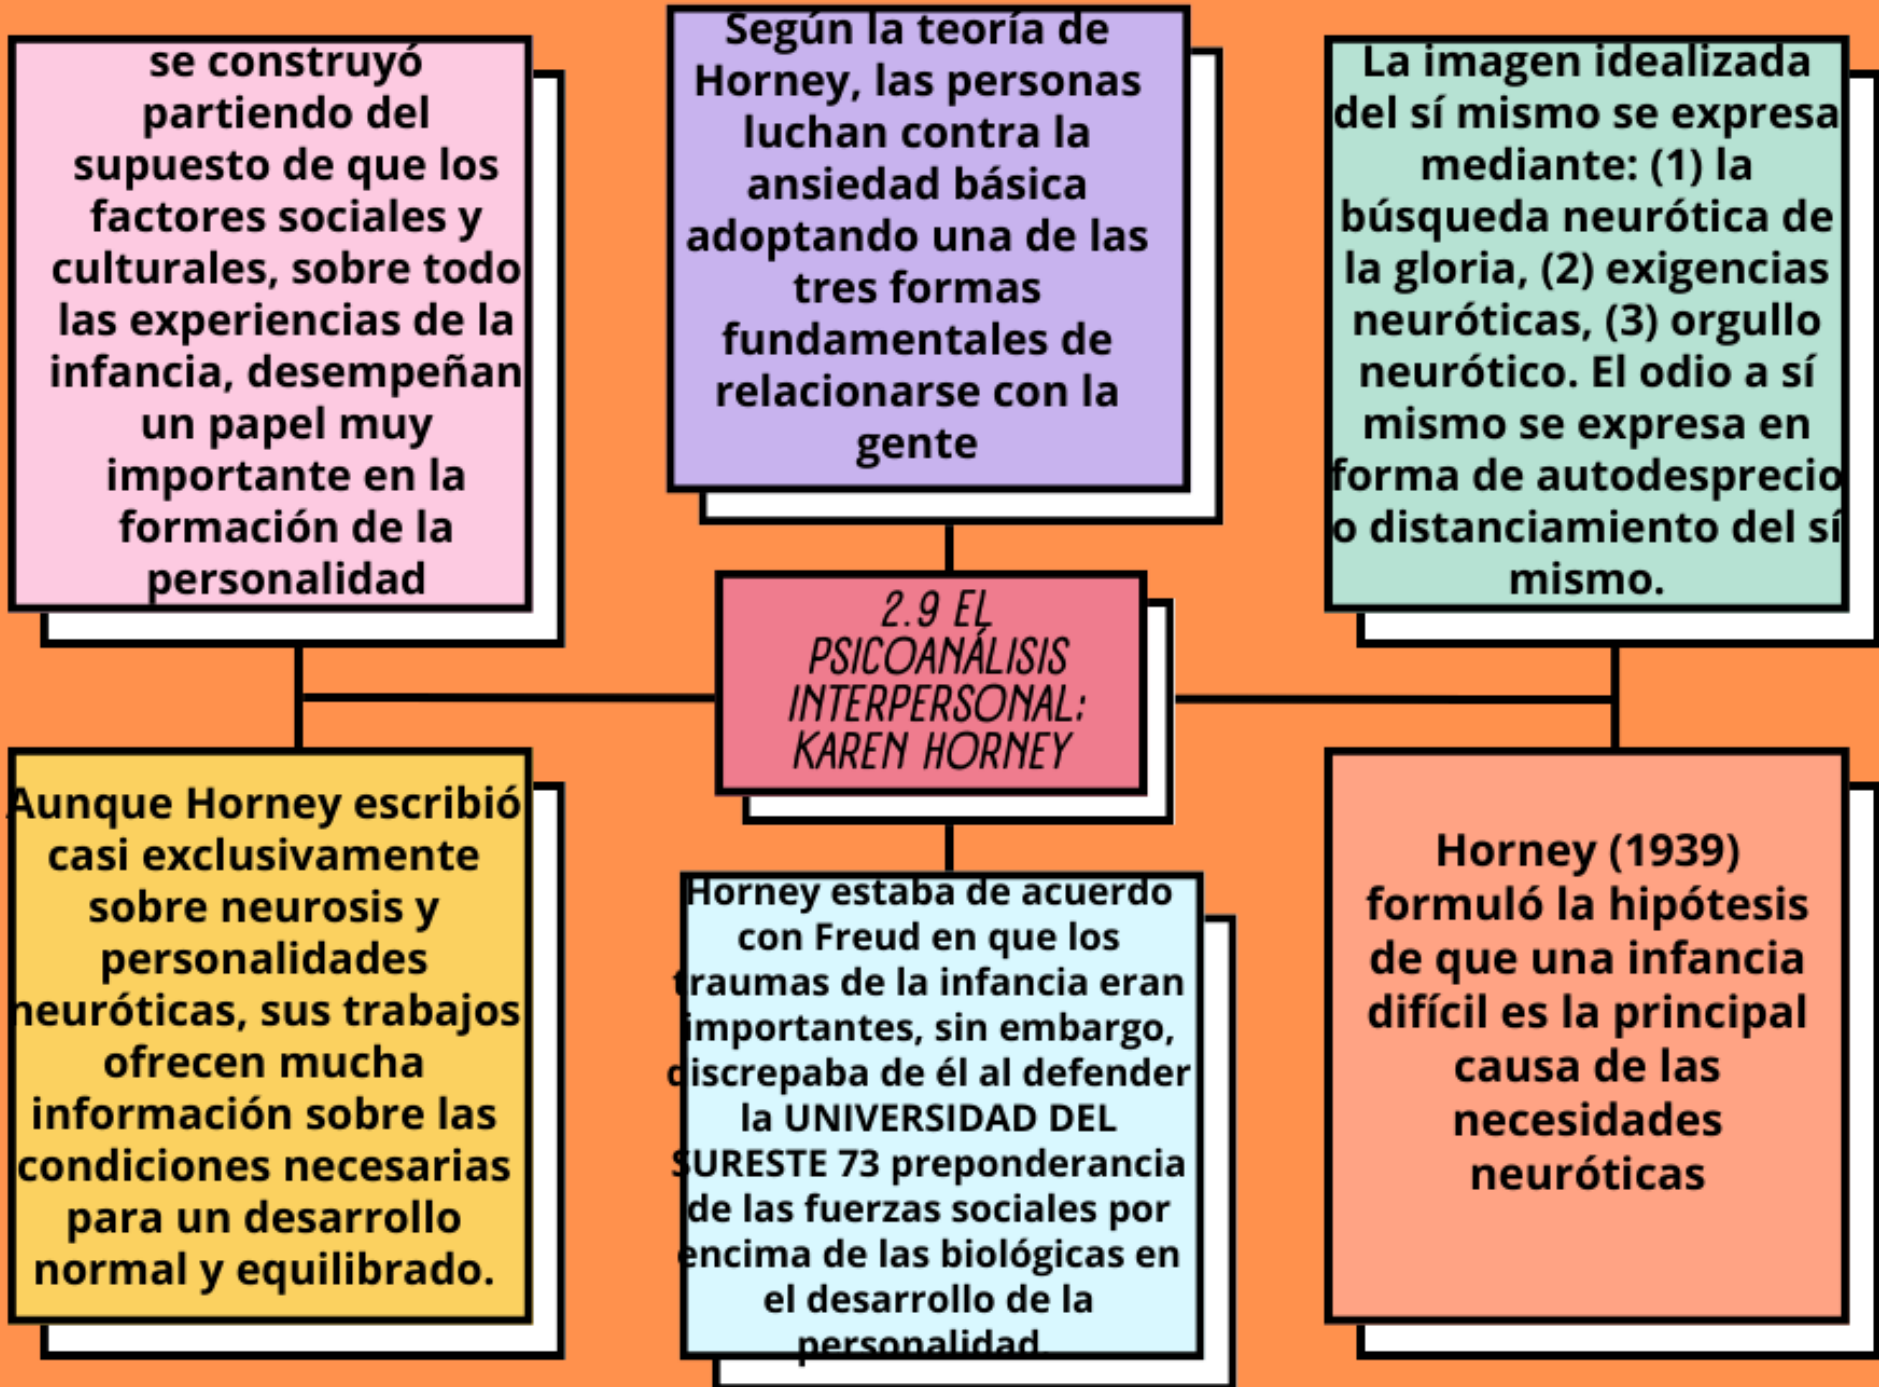 se construyó
partiendo del
supuesto de que los
factores sociales y
culturales, sobre todo
las experiencias de la
infancia, desempeñan
un papel muy
importante en la
formación de la
personalidad
Según la teoría de
Horney, las personas
luchan contra la
ansiedad básica
adoptando una de las
tres formas
fundamentales de
relacionarse con la
gente
La imagen idealizada
del sí mismo se expresa
mediante: (1) la
búsqueda neurótica de
la gloria, (2) exigencias
neuróticas, (3) orgullo
neurótico. El odio a sí
mismo se expresa en
forma de autodesprecio
o distanciamiento del sí
mismo.
2.9 EL
PSICOANÁLISIS
INTERPERSONAL:
KAREN HORNEY
Aunque Horney escribió
casi exclusivamente
sobre neurosis y
personalidades
neuróticas, sus trabajos
ofrecen mucha
información sobre las
condiciones necesarias
para un desarrollo
normal y equilibrado.
Horney estaba de acuerdo
con Freud en que los
traumas de la infancia eran
importantes, sin embargo,
discrepaba de él al defender
la UNIVERSIDAD DEL
SURESTE 73 preponderancia
de las fuerzas sociales por
encima de las biológicas en
el desarrollo de la
personalidad.
Horney (1939)
formuló la hipótesis
de que una infancia
difícil es la principal
causa de las
necesidades
neuróticas